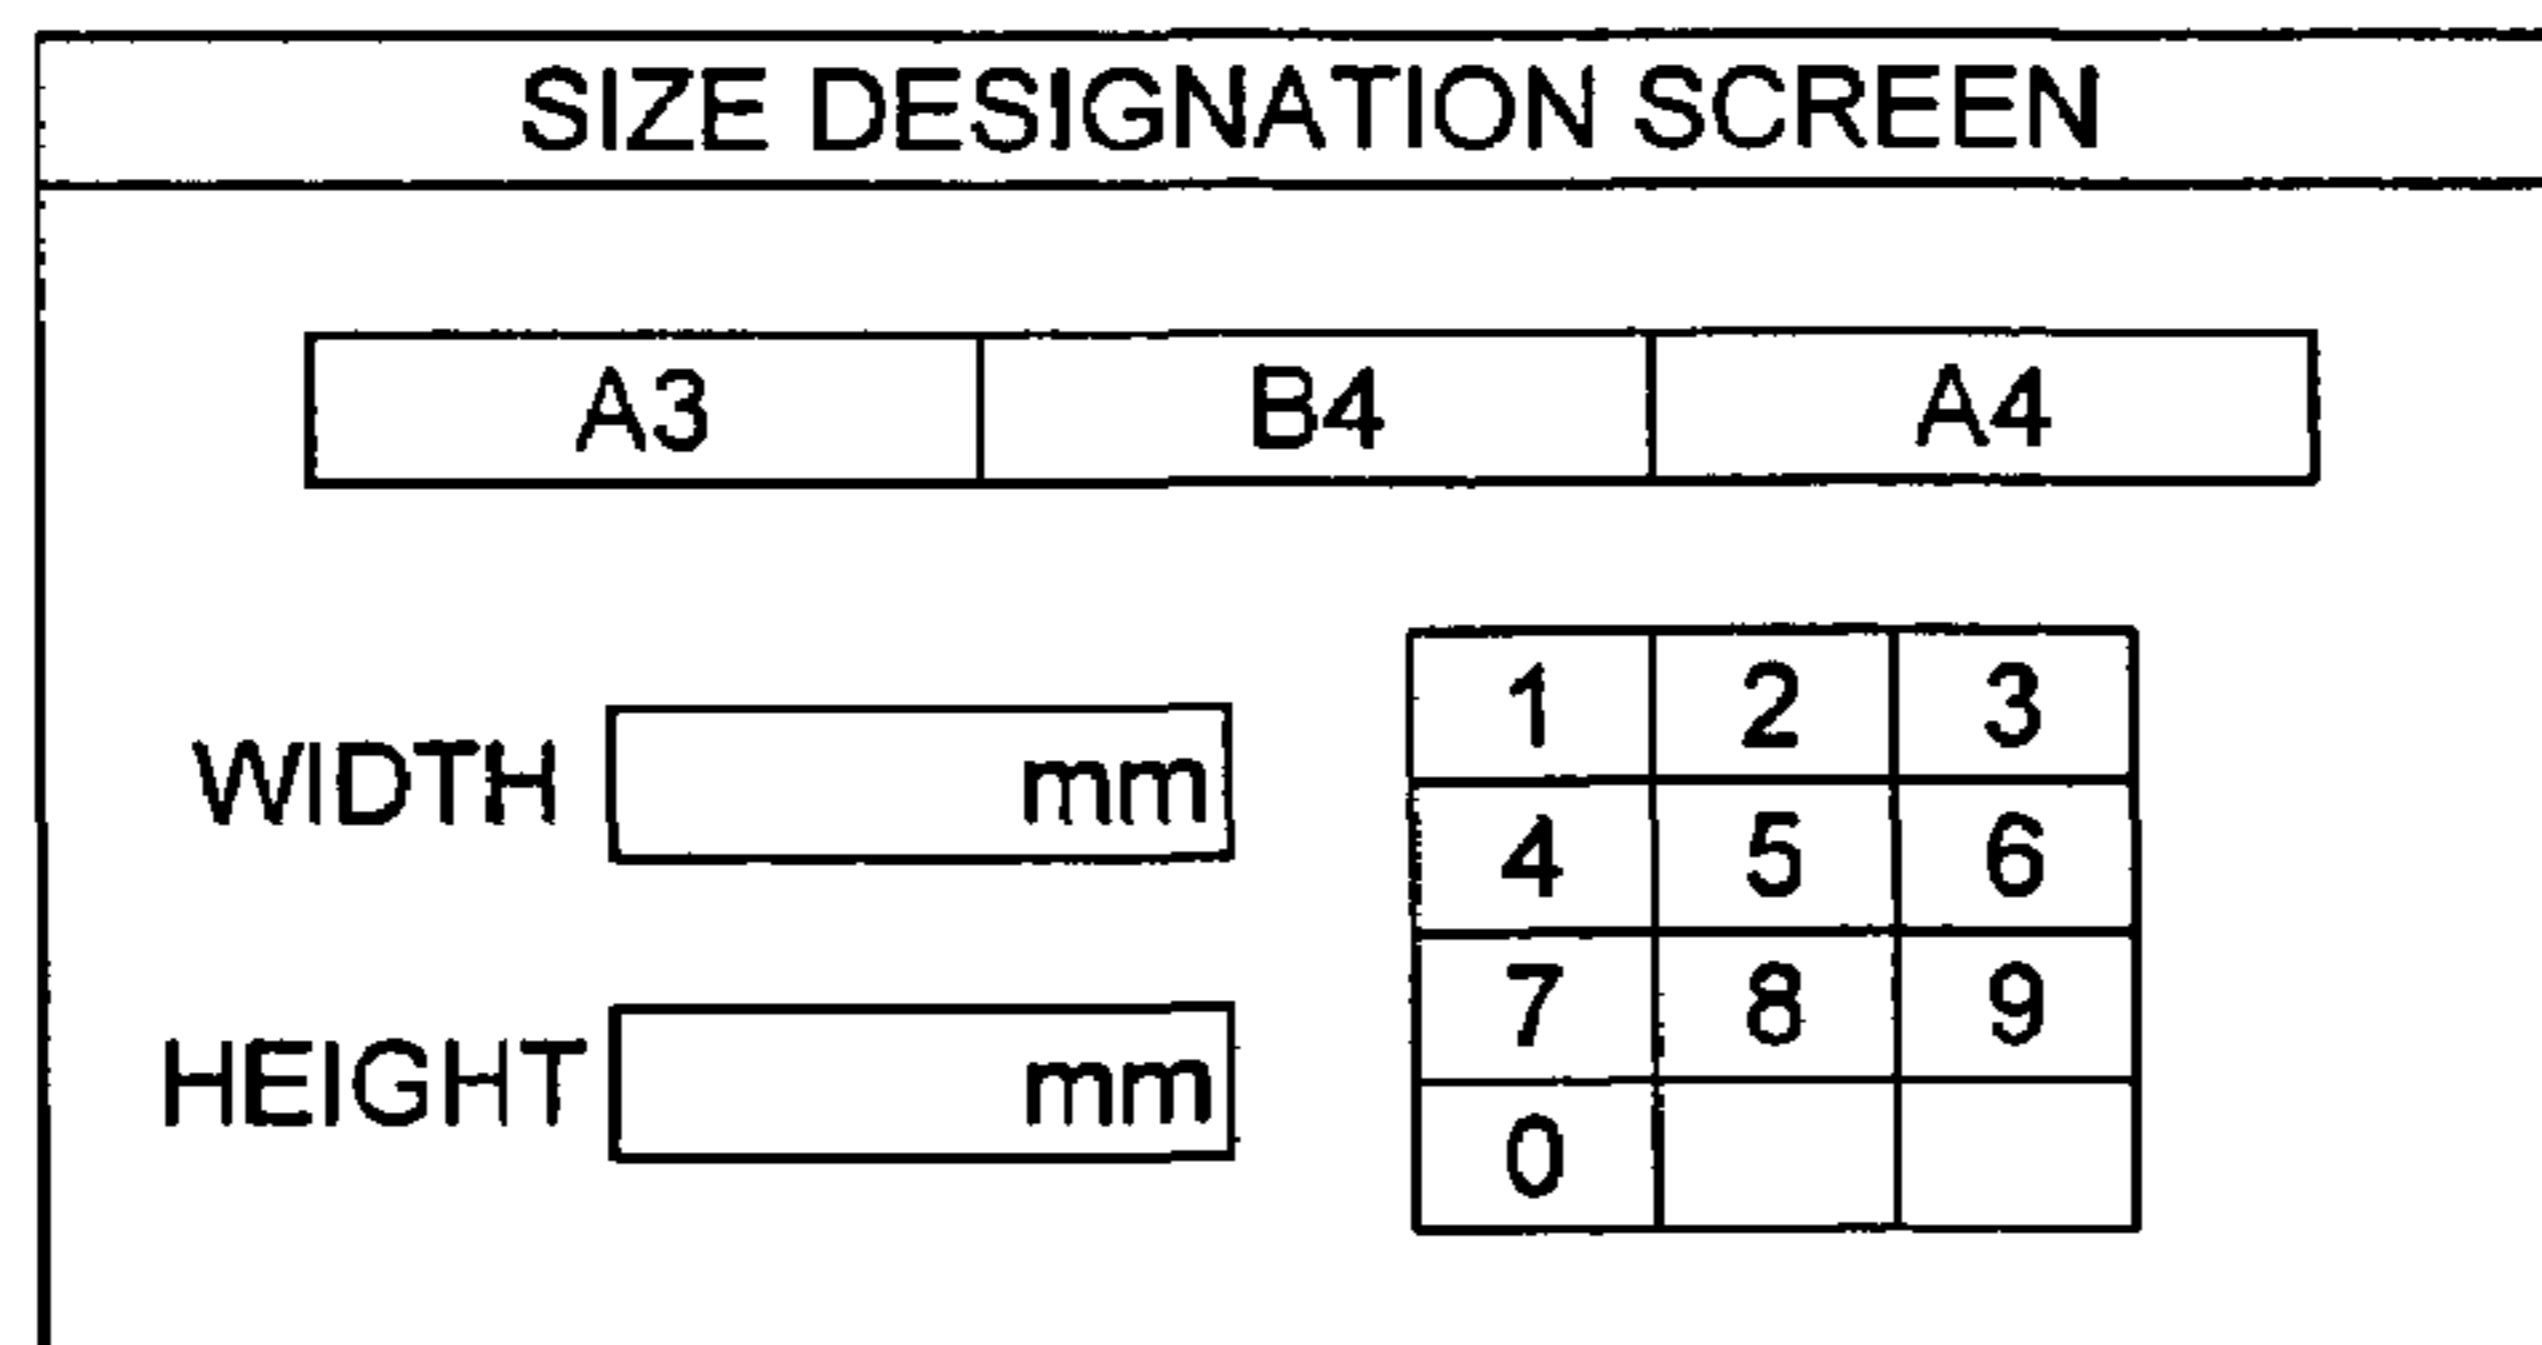 SIZE DESIGNATION SCREEN
A3 B4 A4
WIDTH mm
HEIGHT mm
1 2 3
4 5 6
7 8 9
0